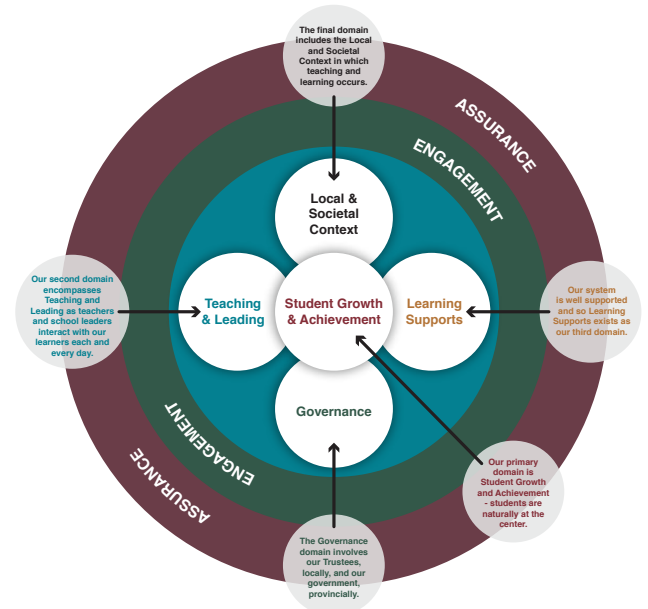 The final domain
includes the Local
and Societal
Context in which
teaching and
learning occurs.
ASSURANCE
ENGAGEMENT
Local &
Societal
Context
Our second domain
encompasses
Teaching and
Leading as teachers
and school leaders
interact with our
learners each and
every day.
Teaching
& Leading
Student Growth
& Achievement
Learning
Supports
Our system
is well supported
and so Learning
Supports exists as
our third domain.
Governance
ENGAGEMENT
ASSURANCE
Our primary
domain is
Student Growth
and Achievement
- students are
naturally at the
center.
The Governance
domain involves
our Trustees,
locally, and our
government,
provincially.